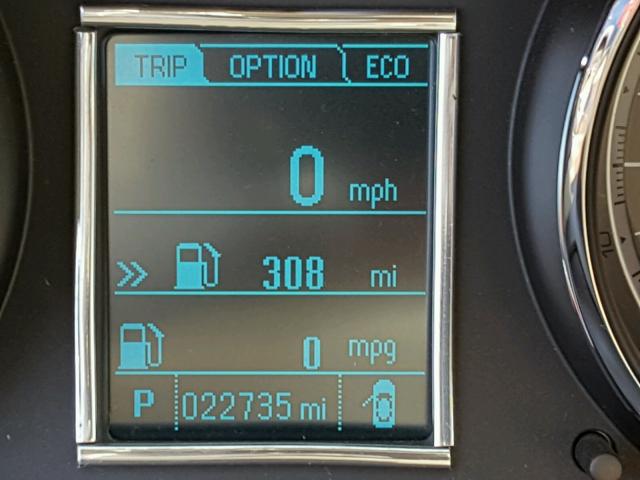 TRIP OPTION ECO
0 mph
308 mi
0 mpg
P 022735 mi